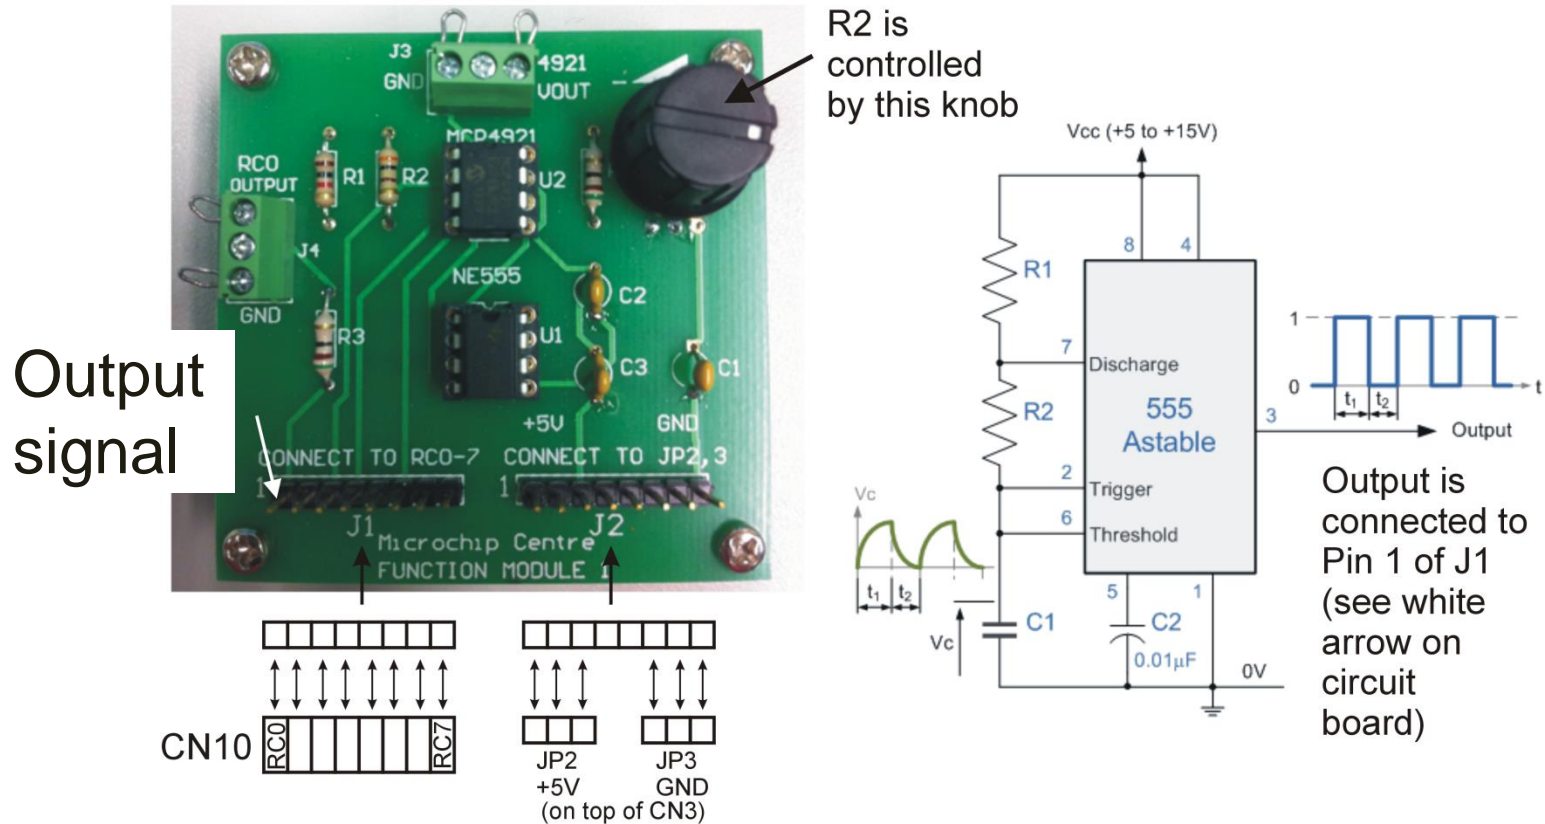 R2 is
controlled
by this knob
J3
GND
4921
VOUT
MCP4921
RCO
OUTPUT
R1
R2
U2
J4
GND
NE555
C2
R3
U1
C3
C1
+5V
GND
Output
signal
CONNECT TO RCO-7
CONNECT TO JP2,3
1
1
J1
J2
Microchip Centre
FUNCTION MODULE 1
CN10
RC0
RC7
JP2
+5V
JP3
GND
(on top of CN3)
Vcc (+5 to +15V)
8
4
R1
7
Discharge
R2
555
Astable
2
Trigger
6
Threshold
5
1
C1
C2
0.01µF
0V
Vc
t1
t2
Vc
1
0
t1
t2
t
3
Output
Output is
connected to
Pin 1 of J1
(see white
arrow on
circuit
board)